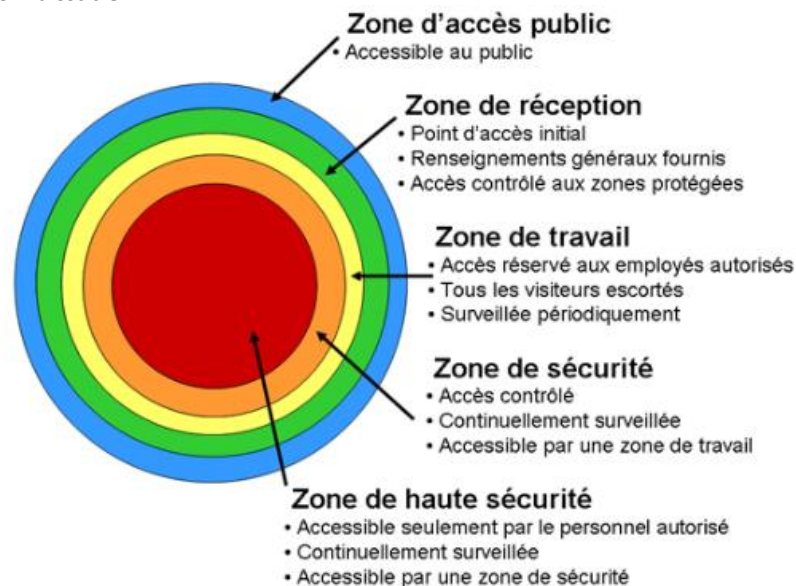 Zone d'accès public
• Accessible au public
Zone de réception
• Point d'accès initial
• Renseignements généraux fournis
• Accès contrôlé aux zones protégées
Zone de travail
• Accès réservé aux employés autorisés
• Tous les visiteurs escortés
• Surveillée périodiquement
Zone de sécurité
• Accès contrôlé
• Continuellement surveillée
• Accessible par une zone de travail
Zone de haute sécurité
• Accessible seulement par le personnel autorisé
• Continuellement surveillée
• Accessible par une zone de sécurité